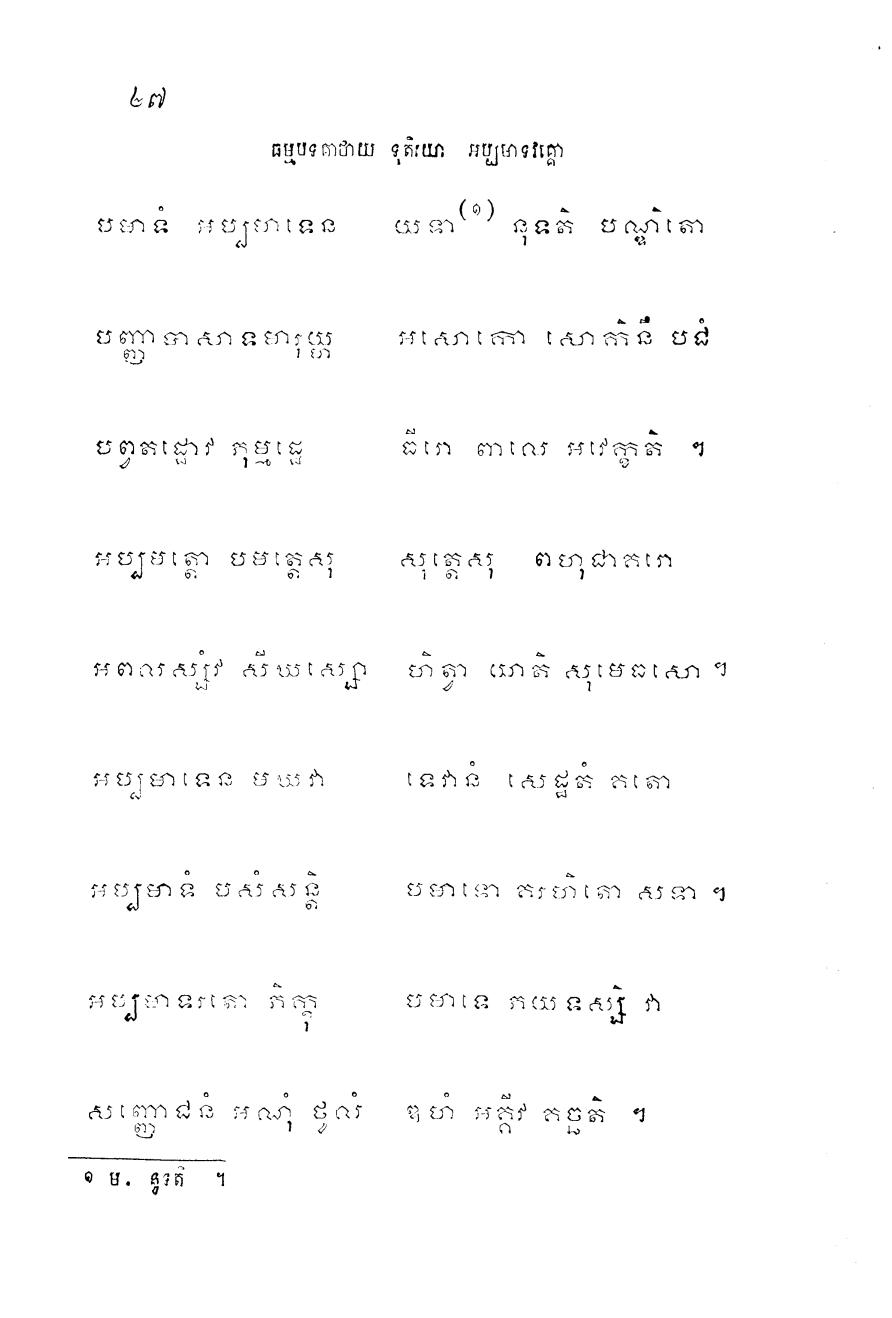 ៤៧
ធម្មបទគាថាយ ទុតិយោ អប្បមាទវគ្គោ
បមាទំ អប្បមាទេន យទា(១) នុទតិ បណ្ឌិតោ
បញ្ញាបាសាទមារុយ្ហ អសោកោ សោកិនឹ បជំ
បព្វតដ្ឋោវ ភុម្មដ្ឋេ ធីរោ ពាលេ អវេក្ខតិ ។
អប្បមត្តោ បមត្តេសុ សុត្តេសុ ពហុជាគរោ
អពលស្សំវ សីឃស្សោ ហិត្វា យាតិ សុមេធសោ ។
អប្បមាទេន មឃវា ទេវានំ សេដ្ឋតំ គតោ
អប្បមាទំ បសំសន្តិ បមាទោ គរហិតោ សទា ។
អប្បមាទរតោ ភិក្ខុ បមាទេ ភយទស្សិ វា
សញ្ញោជនំ អណុំ ថូលំ ឌហំ អគ្គីវ គច្ឆតិ ។
១ ម. នូទតិ ។